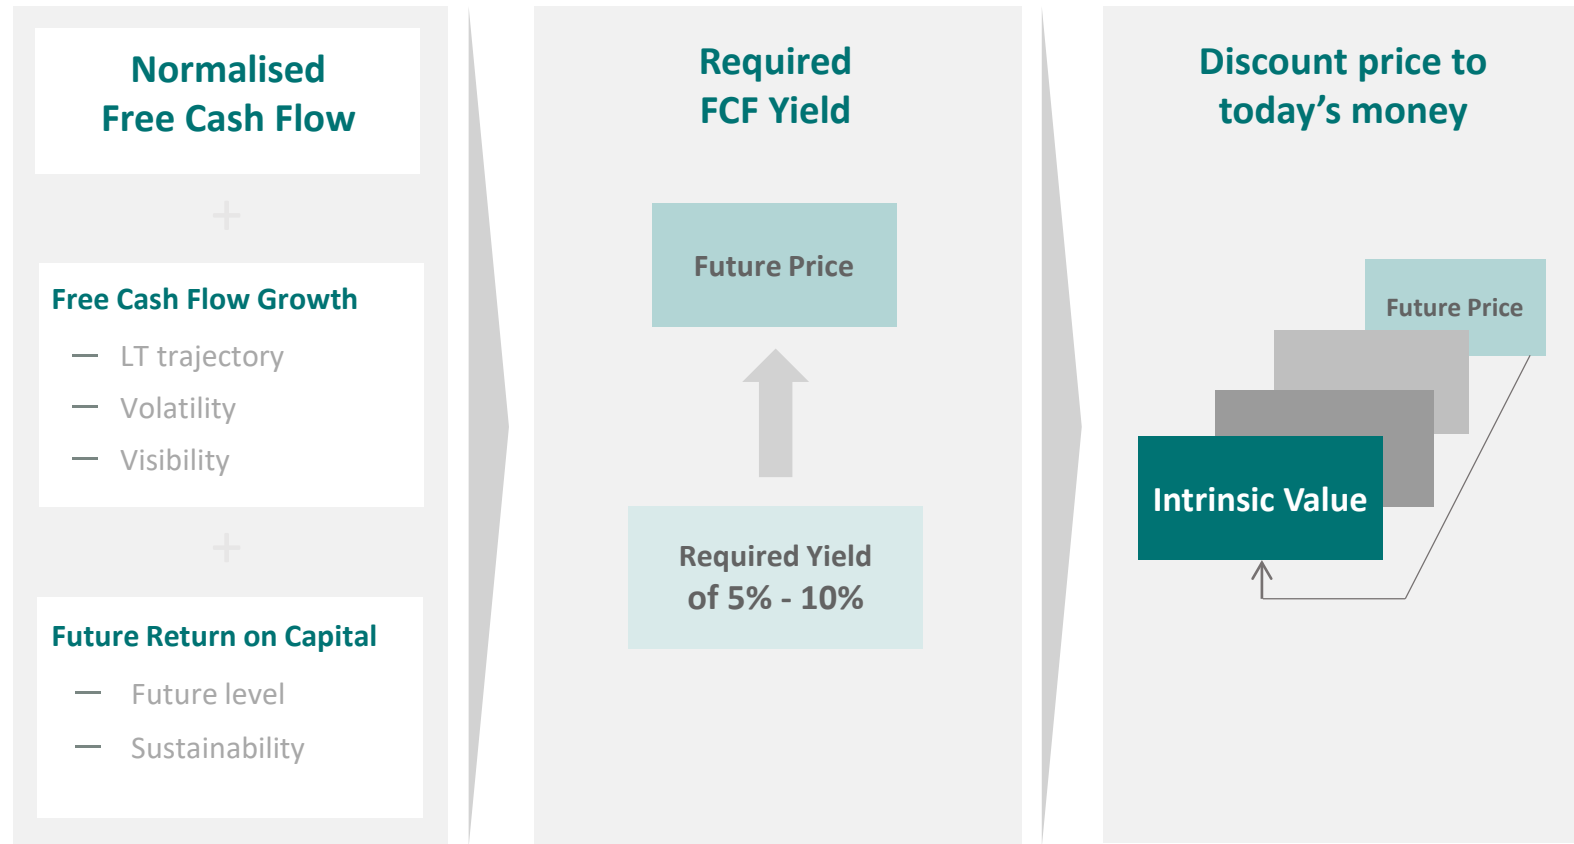 Normalised
Free Cash Flow
+
Free Cash Flow Growth
— LT trajectory
— Volatility
— Visibility
+
Future Return on Capital
— Future level
— Sustainability
Required
FCF Yield
Future Price
Required Yield
of 5% - 10%
Discount price to
today’s money
Future Price
Intrinsic Value